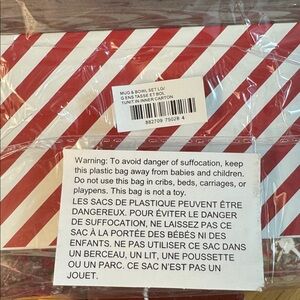 MUG & BOWL SET LG/
G ENS TASSE ET BOL
1UNIT IN INNER CARTON
882709 75028 4
Warning: To avoid danger of suffocation, keep
this plastic bag away from babies and children.
Do not use this bag in cribs, beds, carriages, or
playpens. This bag is not a toy.
LES SACS DE PLASTIQUE PEUVENT ÊTRE
DANGEREUX. POUR ÉVITER LE DANGER
DE SUFFOCATION, NE LAISSEZ PAS CE
SAC À LA PORTÉE DES BÉBÉS NI DES
ENFANTS. NE PAS UTILISER CE SAC DANS
UN BERCEAU, UN LIT, UNE POUSSETTE
OU UN PARC. CE SAC N'EST PAS UN
JOUET.